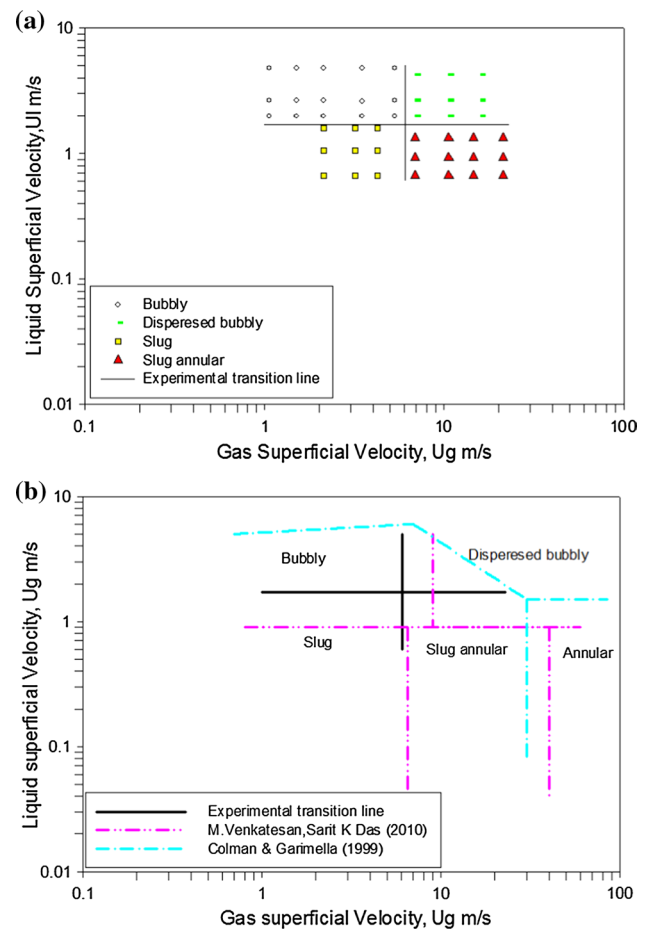 (a)
10
1
0.1
0.01
Liquid Superficial Velocity,Ul m/s
Bubbly
Disperesed bubbly
Slug
Slug annular
Experimental transition line
0.1
1
10
100
Gas Superficial Velocity, Ug m/s
(b)
10
1
0.1
0.01
Liquid superficial Velocity, Ug m/s
Bubbly
Disperesed bubbly
Slug
Slug annular
Annular
Experimental transition line
M.Venkatesan,Sarit K Das (2010)
Colman & Garimella (1999)
0.1
1
10
100
Gas superficial Velocity, Ug m/s